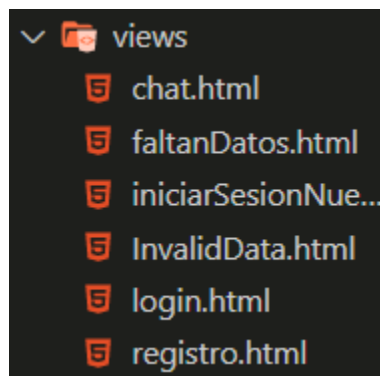 views
chat.html
faltanDatos.html
iniciarSesionNue...
InvalidData.html
login.html
registro.html